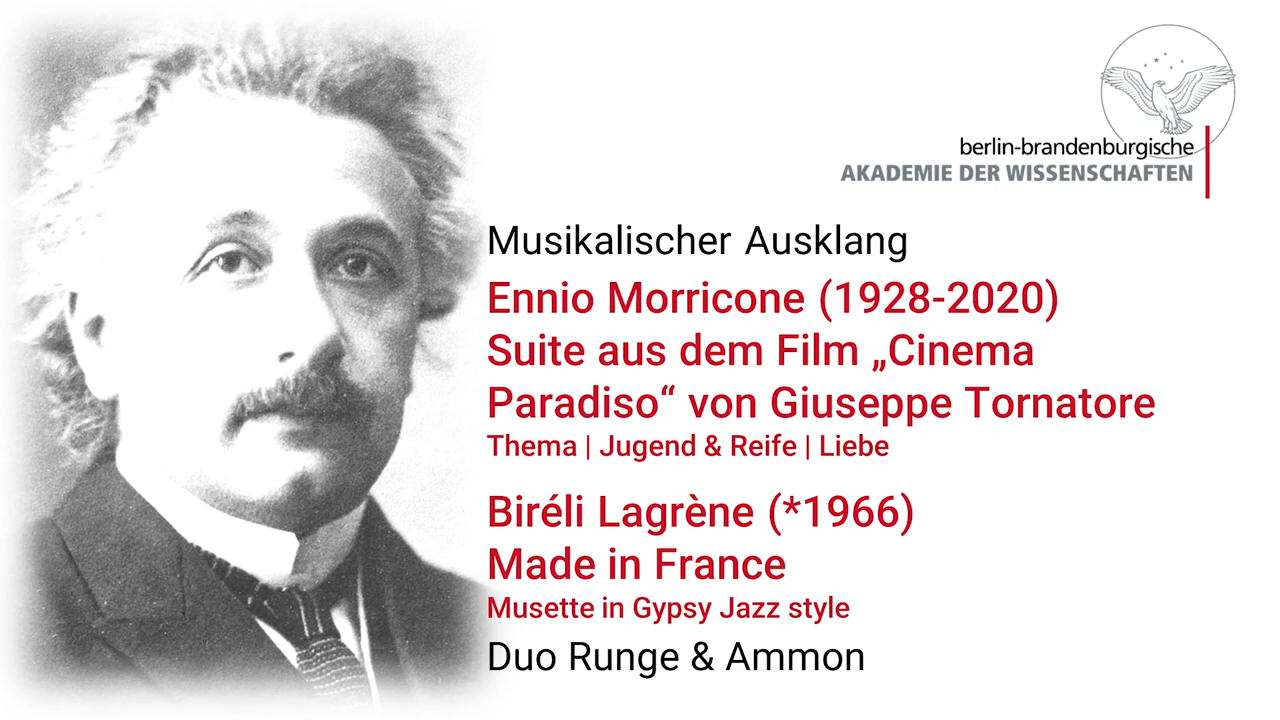 berlin-brandenburgische
AKADEMIE DER WISSENSCHAFTEN
Musikalischer Ausklang
Ennio Morricone (1928-2020)
Suite aus dem Film „Cinema
Paradiso“ von Giuseppe Tornatore
Thema | Jugend & Reife | Liebe
Biréli Lagrène (*1966)
Made in France
Musette in Gypsy Jazz style
Duo Runge & Ammon